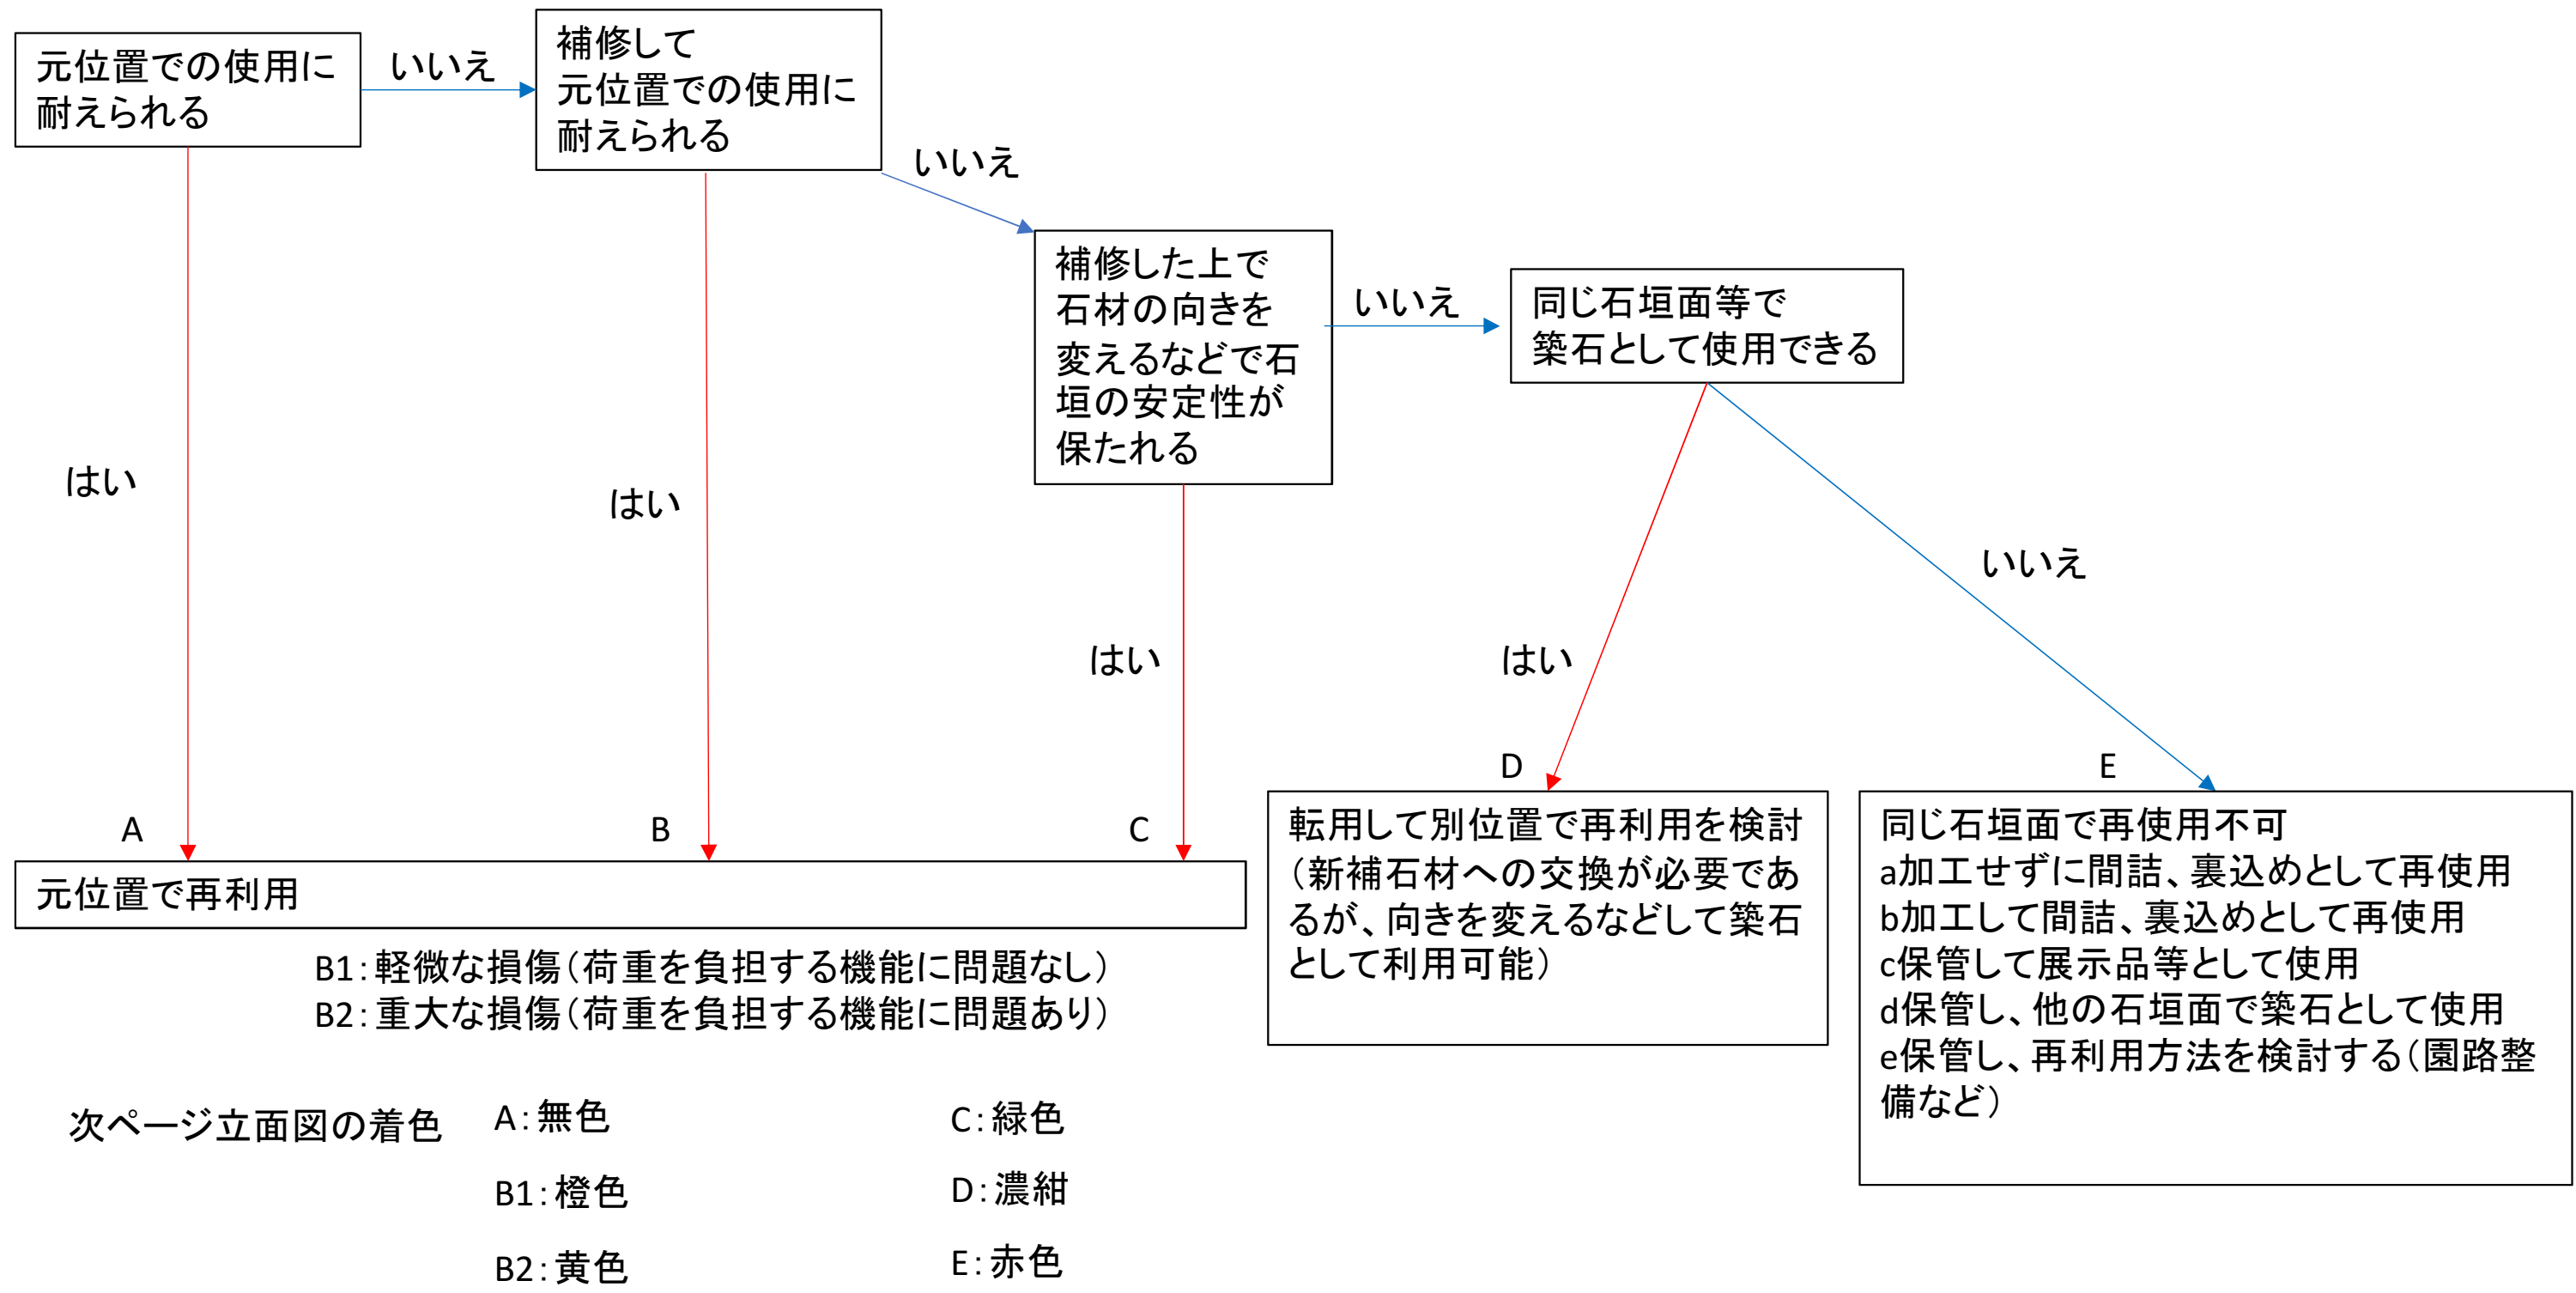 元位置での使用に
耐えられる
いいえ
補修して
元位置での使用に
耐えられる
いいえ
補修した上で
石材の向きを
変えるなどで石
垣の安定性が
保たれる
いいえ
同じ石垣面等で
築石として使用できる
はい
はい
はい
はい
いいえ
A
B
C
D
E
元位置で再利用
転用して別位置で再利用を検討
（新補石材への交換が必要であ
るが、向きを変えるなどして築石
として利用可能）
同じ石垣面で再使用不可
a加工せずに間詰、裏込めとして再使用
b加工して間詰、裏込めとして再使用
c保管して展示品等として使用
d保管し、他の石垣面で築石として使用
e保管し、再利用方法を検討する（園路整
備など）
B1：軽微な損傷（荷重を負担する機能に問題なし）
B2：重大な損傷（荷重を負担する機能に問題あり）
次ページ立面図の着色
A：無色
B1：橙色
B2：黄色
C：緑色
D：濃紺
E：赤色